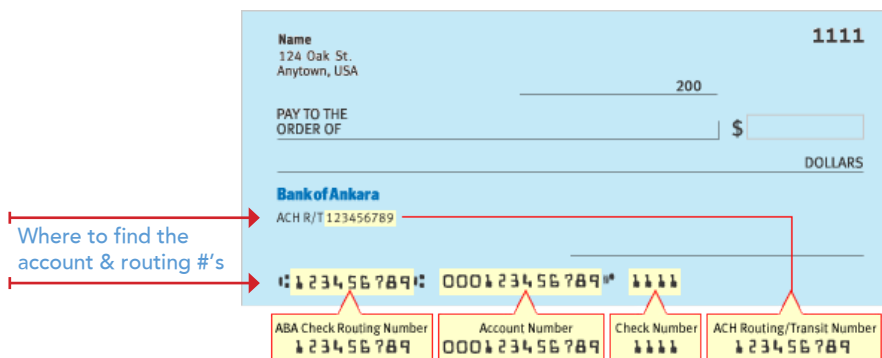 Name
1111
124 Oak St.
Anytown, USA
200
PAY TO THE
ORDER OF
$
DOLLARS
Bank of Ankara
ACH R/T 123456789
Where to find the
account & routing #'s
⑆123456789⑆ 000123456789⑈ 1111
ABA Check Routing Number
123456789
Account Number
000123456789
Check Number
1111
ACH Routing/Transit Number
123456789